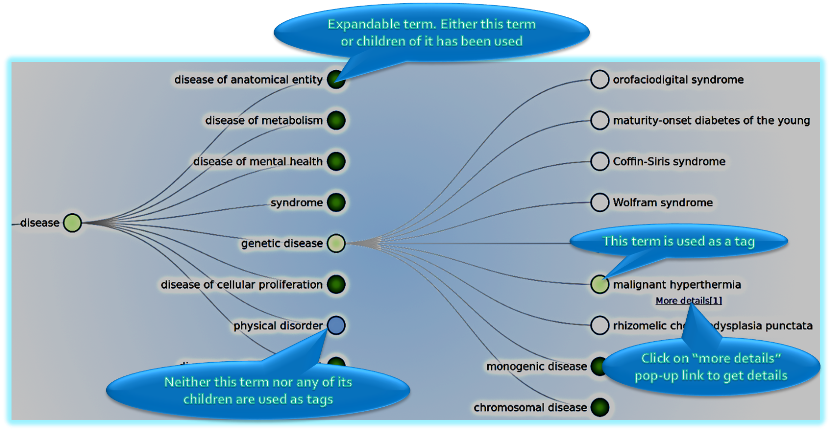 Expandable term. Either this term
or children of it has been used
disease of anatomical entity
orofaciodigital syndrome
disease of metabolism
maturity-onset diabetes of the young
disease of mental health
Coffin-Siris syndrome
syndrome
Wolfram syndrome
disease
genetic disease
This term is used as a tag
disease of cellular proliferation
malignant hyperthermia
More details[1]
physical disorder
rhizomelic
punctata
monogenic disease
Click on “more details”
pop-up link to get details
Neither this term nor any of its
children are used as tags
chromosomal disease